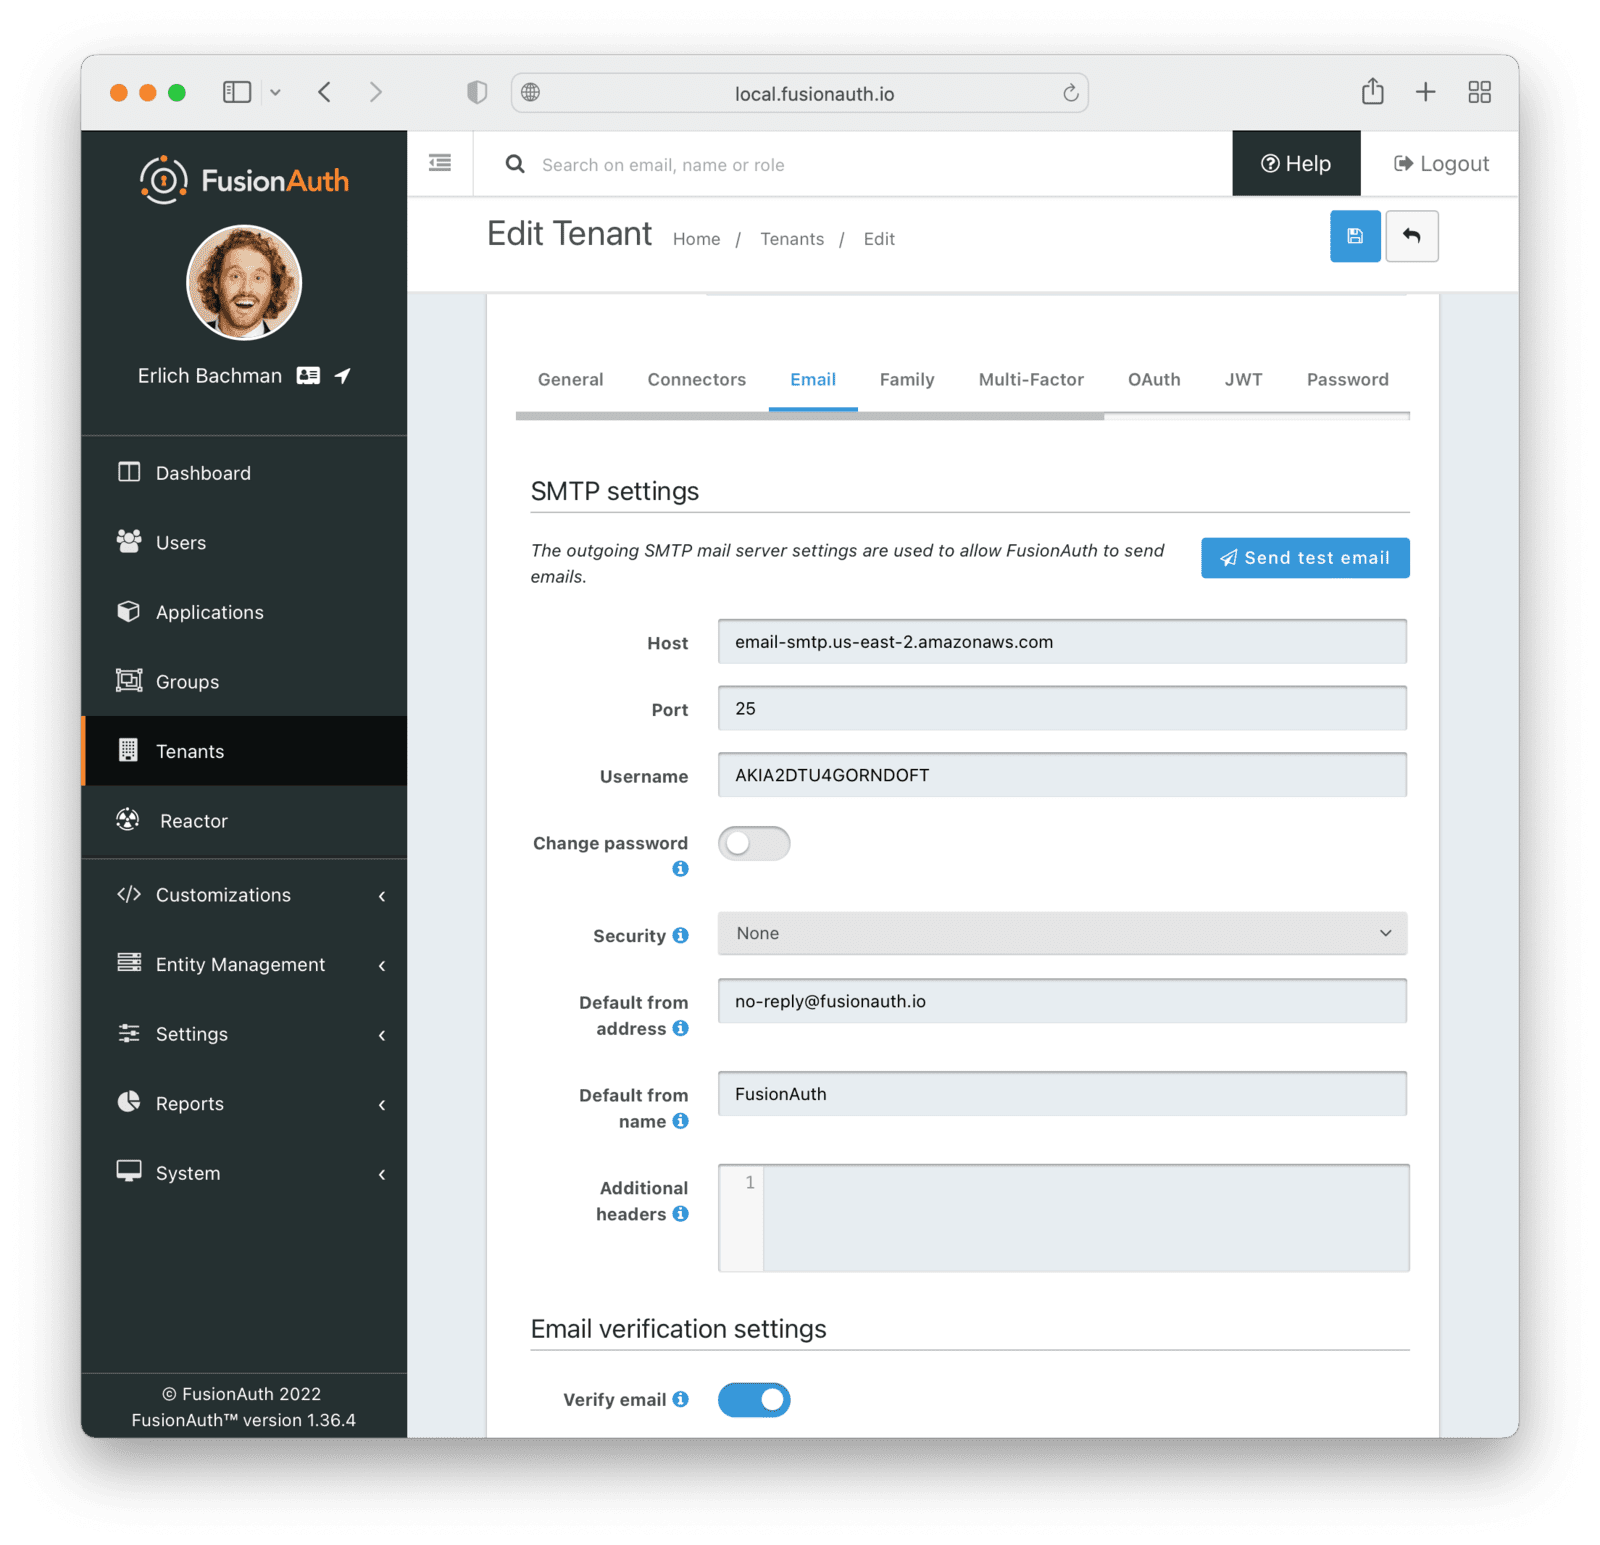 local.fusionauth.io
FusionAuth
Search on email, name or role
Help
Logout
Edit Tenant
Home / Tenants / Edit
Erlich Bachman
Dashboard
Users
Applications
Groups
Tenants
Reactor
Customizations
Entity Management
Settings
Reports
System
© FusionAuth 2022
FusionAuth™ version 1.36.4
General
Connectors
Email
Family
Multi-Factor
OAuth
JWT
Password
SMTP settings
The outgoing SMTP mail server settings are used to allow FusionAuth to send
emails.
Send test email
Host
email-smtp.us-east-2.amazonaws.com
Port
25
Username
AKIA2DTU4GORNDOFT
Change password
Security
None
Default from
address
no-reply@fusionauth.io
Default from
name
FusionAuth
Additional
headers
1
Email verification settings
Verify email